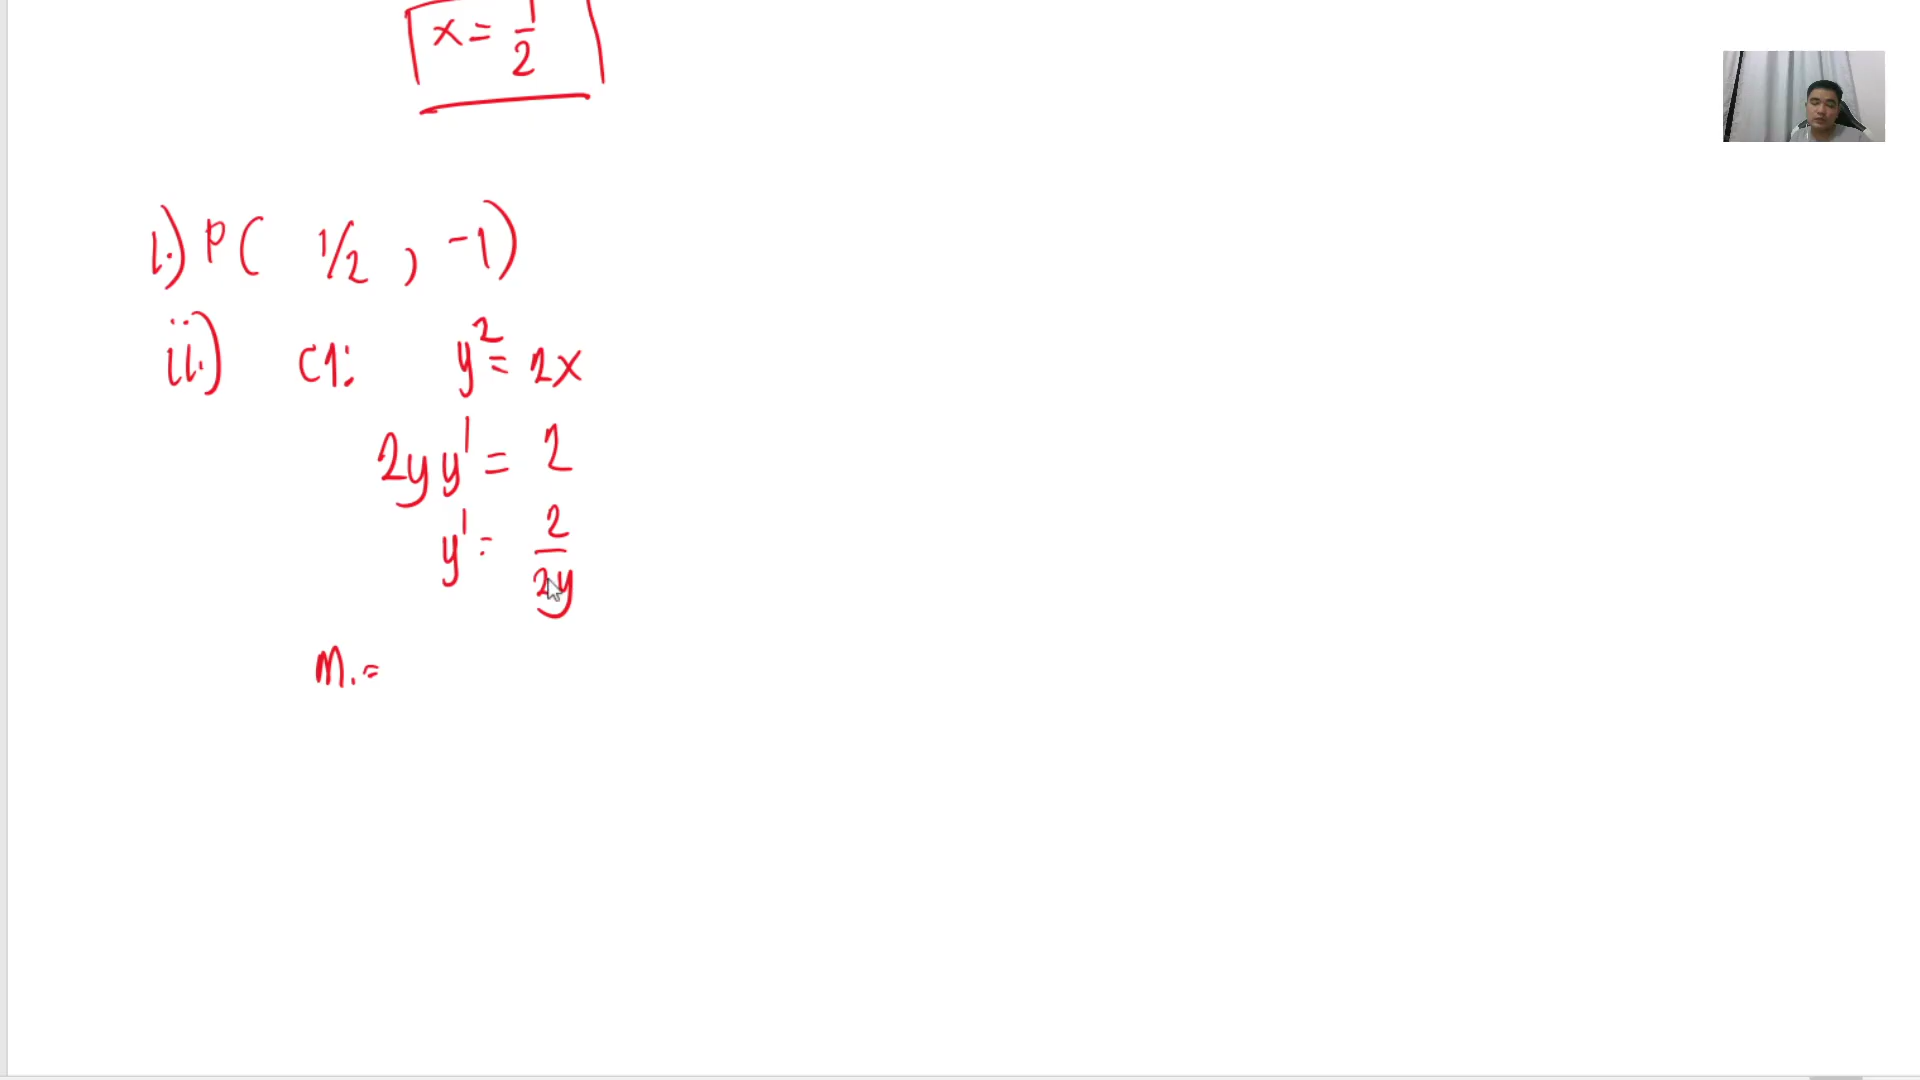 x = 1/2
i.) P( 1/2 , -1)
ii.) C1: y² = 2x
2yy' = 2
y' = 2/2y
m₁ =